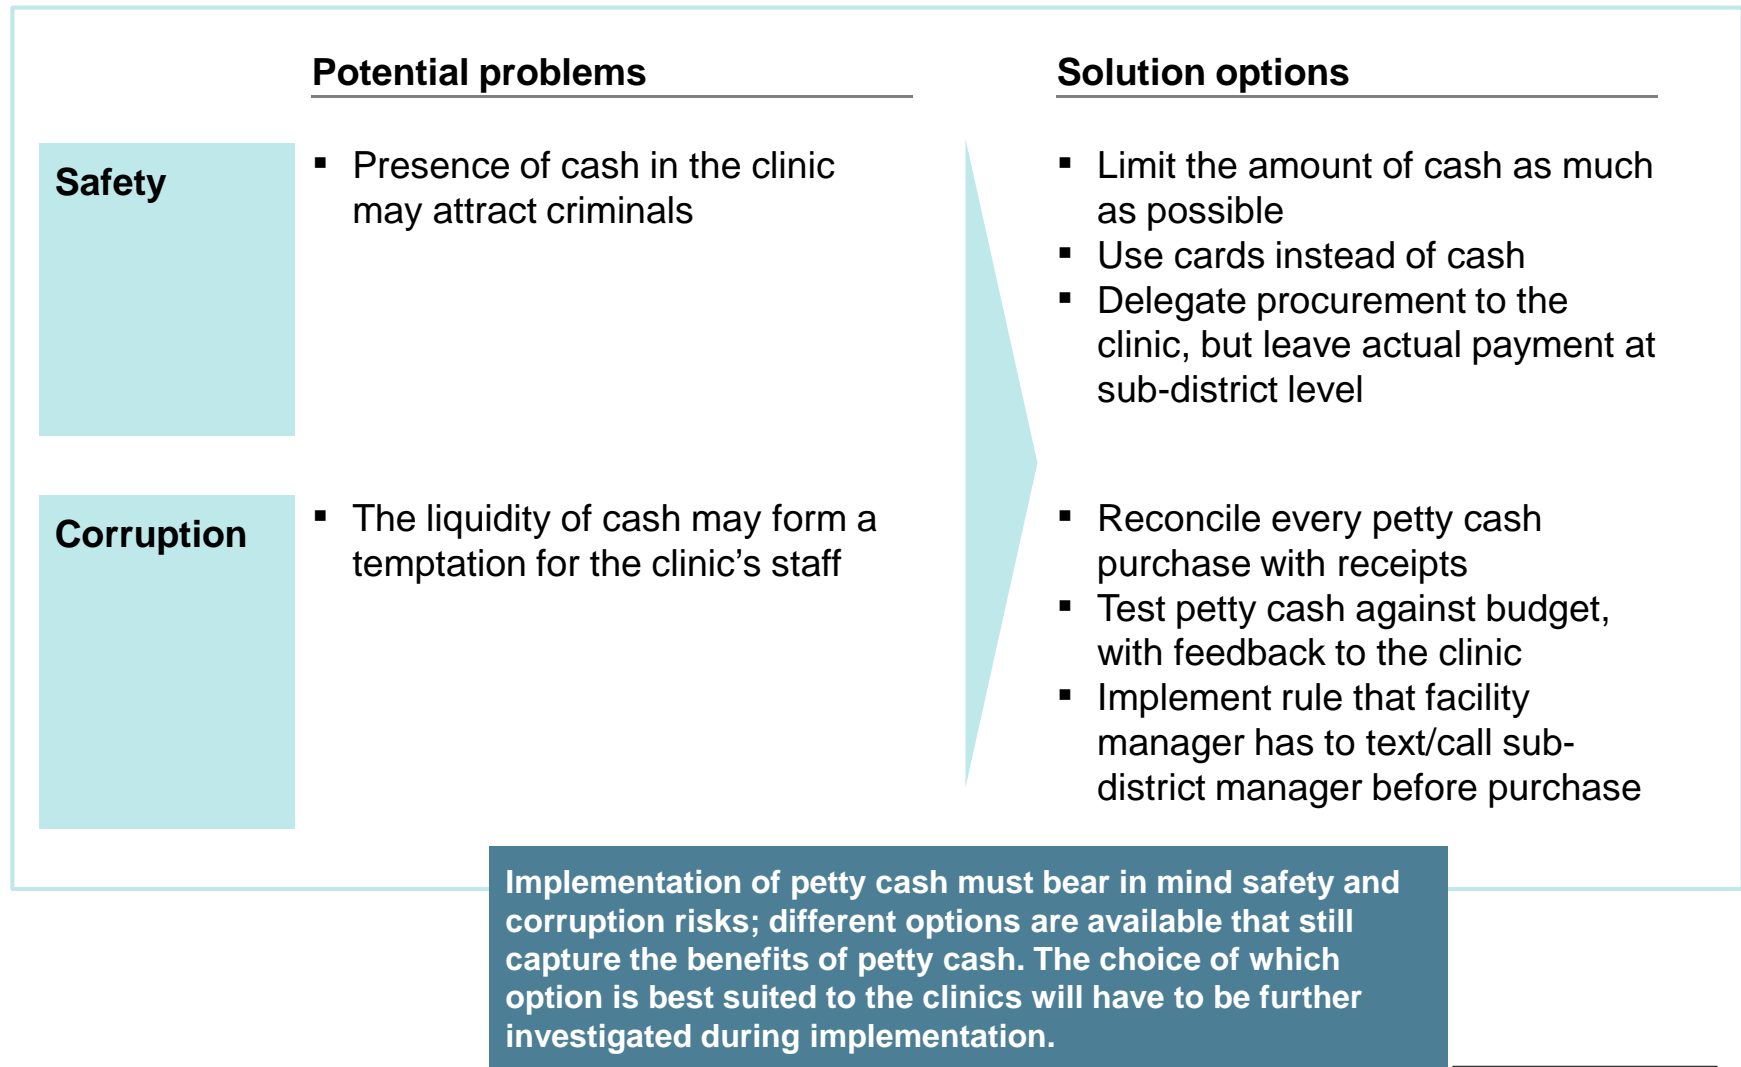 Potential problems
Solution options
Safety
▪ Presence of cash in the clinic
may attract criminals
▪ Limit the amount of cash as much
as possible
▪ Use cards instead of cash
▪ Delegate procurement to the
clinic, but leave actual payment at
sub-district level
Corruption
▪ The liquidity of cash may form a
temptation for the clinic’s staff
▪ Reconcile every petty cash
purchase with receipts
▪ Test petty cash against budget,
with feedback to the clinic
▪ Implement rule that facility
manager has to text/call sub-
district manager before purchase
Implementation of petty cash must bear in mind safety and
corruption risks; different options are available that still
capture the benefits of petty cash. The choice of which
option is best suited to the clinics will have to be further
investigated during implementation.